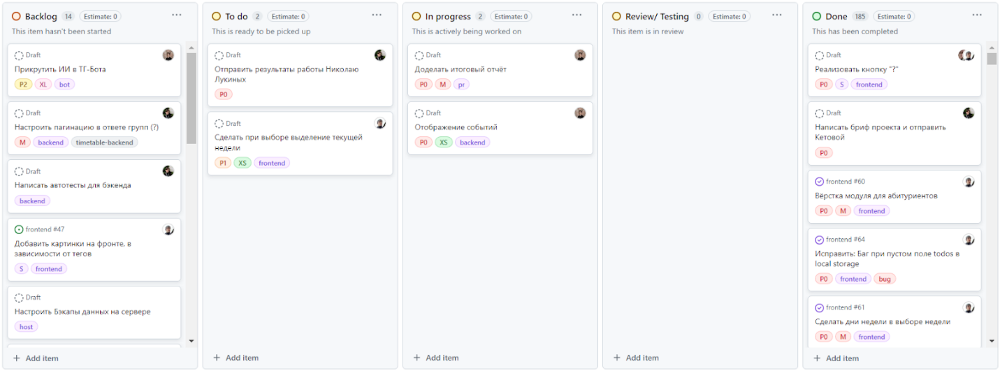 Backlog 14 Estimate: 0
This item hasn't been started
Draft
Прикрутить ИИ в ТГ-Бота
P2 XL bot
Draft
Настроить пагинацию в ответе групп (?)
M backend timetable-backend
Draft
Написать автотесты для бэкенда
backend
frontend #47
Добавить картинки на фронте, в
зависимости от тегов
S frontend
Draft
Настроить Бэкапы данных на сервере
host
+ Add item
To do 2 Estimate: 0
This is ready to be picked up
Draft
Отправить результаты работы Николаю
Лукиных
P0
Draft
Сделать при выборе выделение текущей
недели
P1 XS frontend
+ Add item
In progress 2 Estimate: 0
This is actively being worked on
Draft
Доделать итоговый отчёт
P0 M pr
Draft
Отображение событий
P0 XS backend
+ Add item
Review/ Testing 0 Estimate: 0
This item is in review
+ Add item
Done 185 Estimate: 0
This has been completed
Draft
Реализовать кнопку "?"
P0 S frontend
Draft
Написать бриф проекта и отправить
Кетовой
P0
frontend #60
Вёрстка модуля для абитуриентов
P0 M frontend
frontend #64
Исправить: Баг при пустом поле todos в
local storage
P0 frontend bug
frontend #61
Сделать дни недели в выборе недели
P0 M frontend
+ Add item